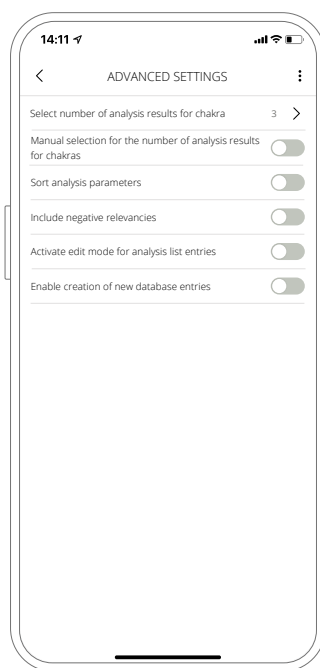 14:11
ADVANCED SETTINGS
Select number of analysis results for chakra 3
Manual selection for the number of analysis results
for chakras
Sort analysis parameters
Include negative relevancies
Activate edit mode for analysis list entries
Enable creation of new database entries